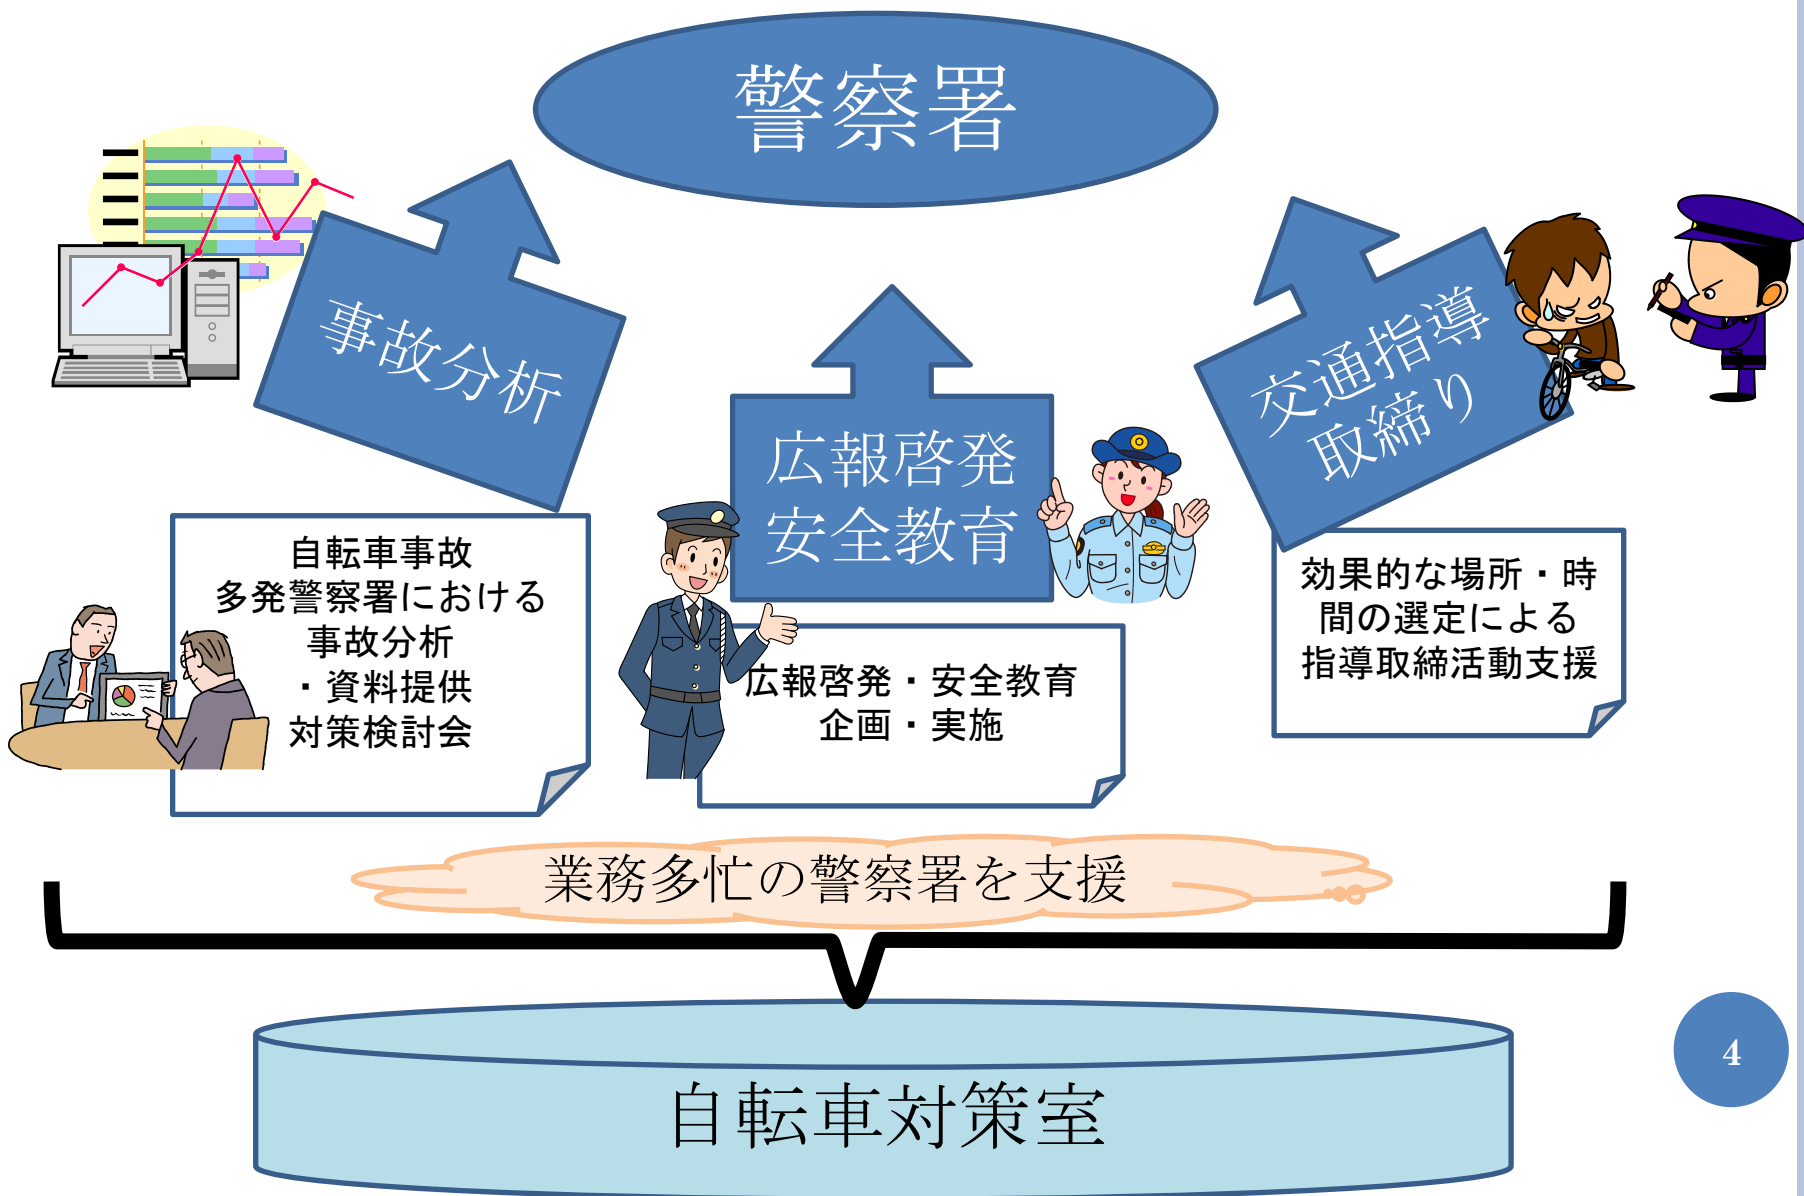 警察署
事故分析
広報啓発
安全教育
交通指導
取締り
自転車事故
多発警察署における
事故分析
・資料提供
対策検討会
広報啓発・安全教育
企画・実施
効果的な場所・時
間の選定による
指導取締活動支援
業務多忙の警察署を支援
自転車対策室
4